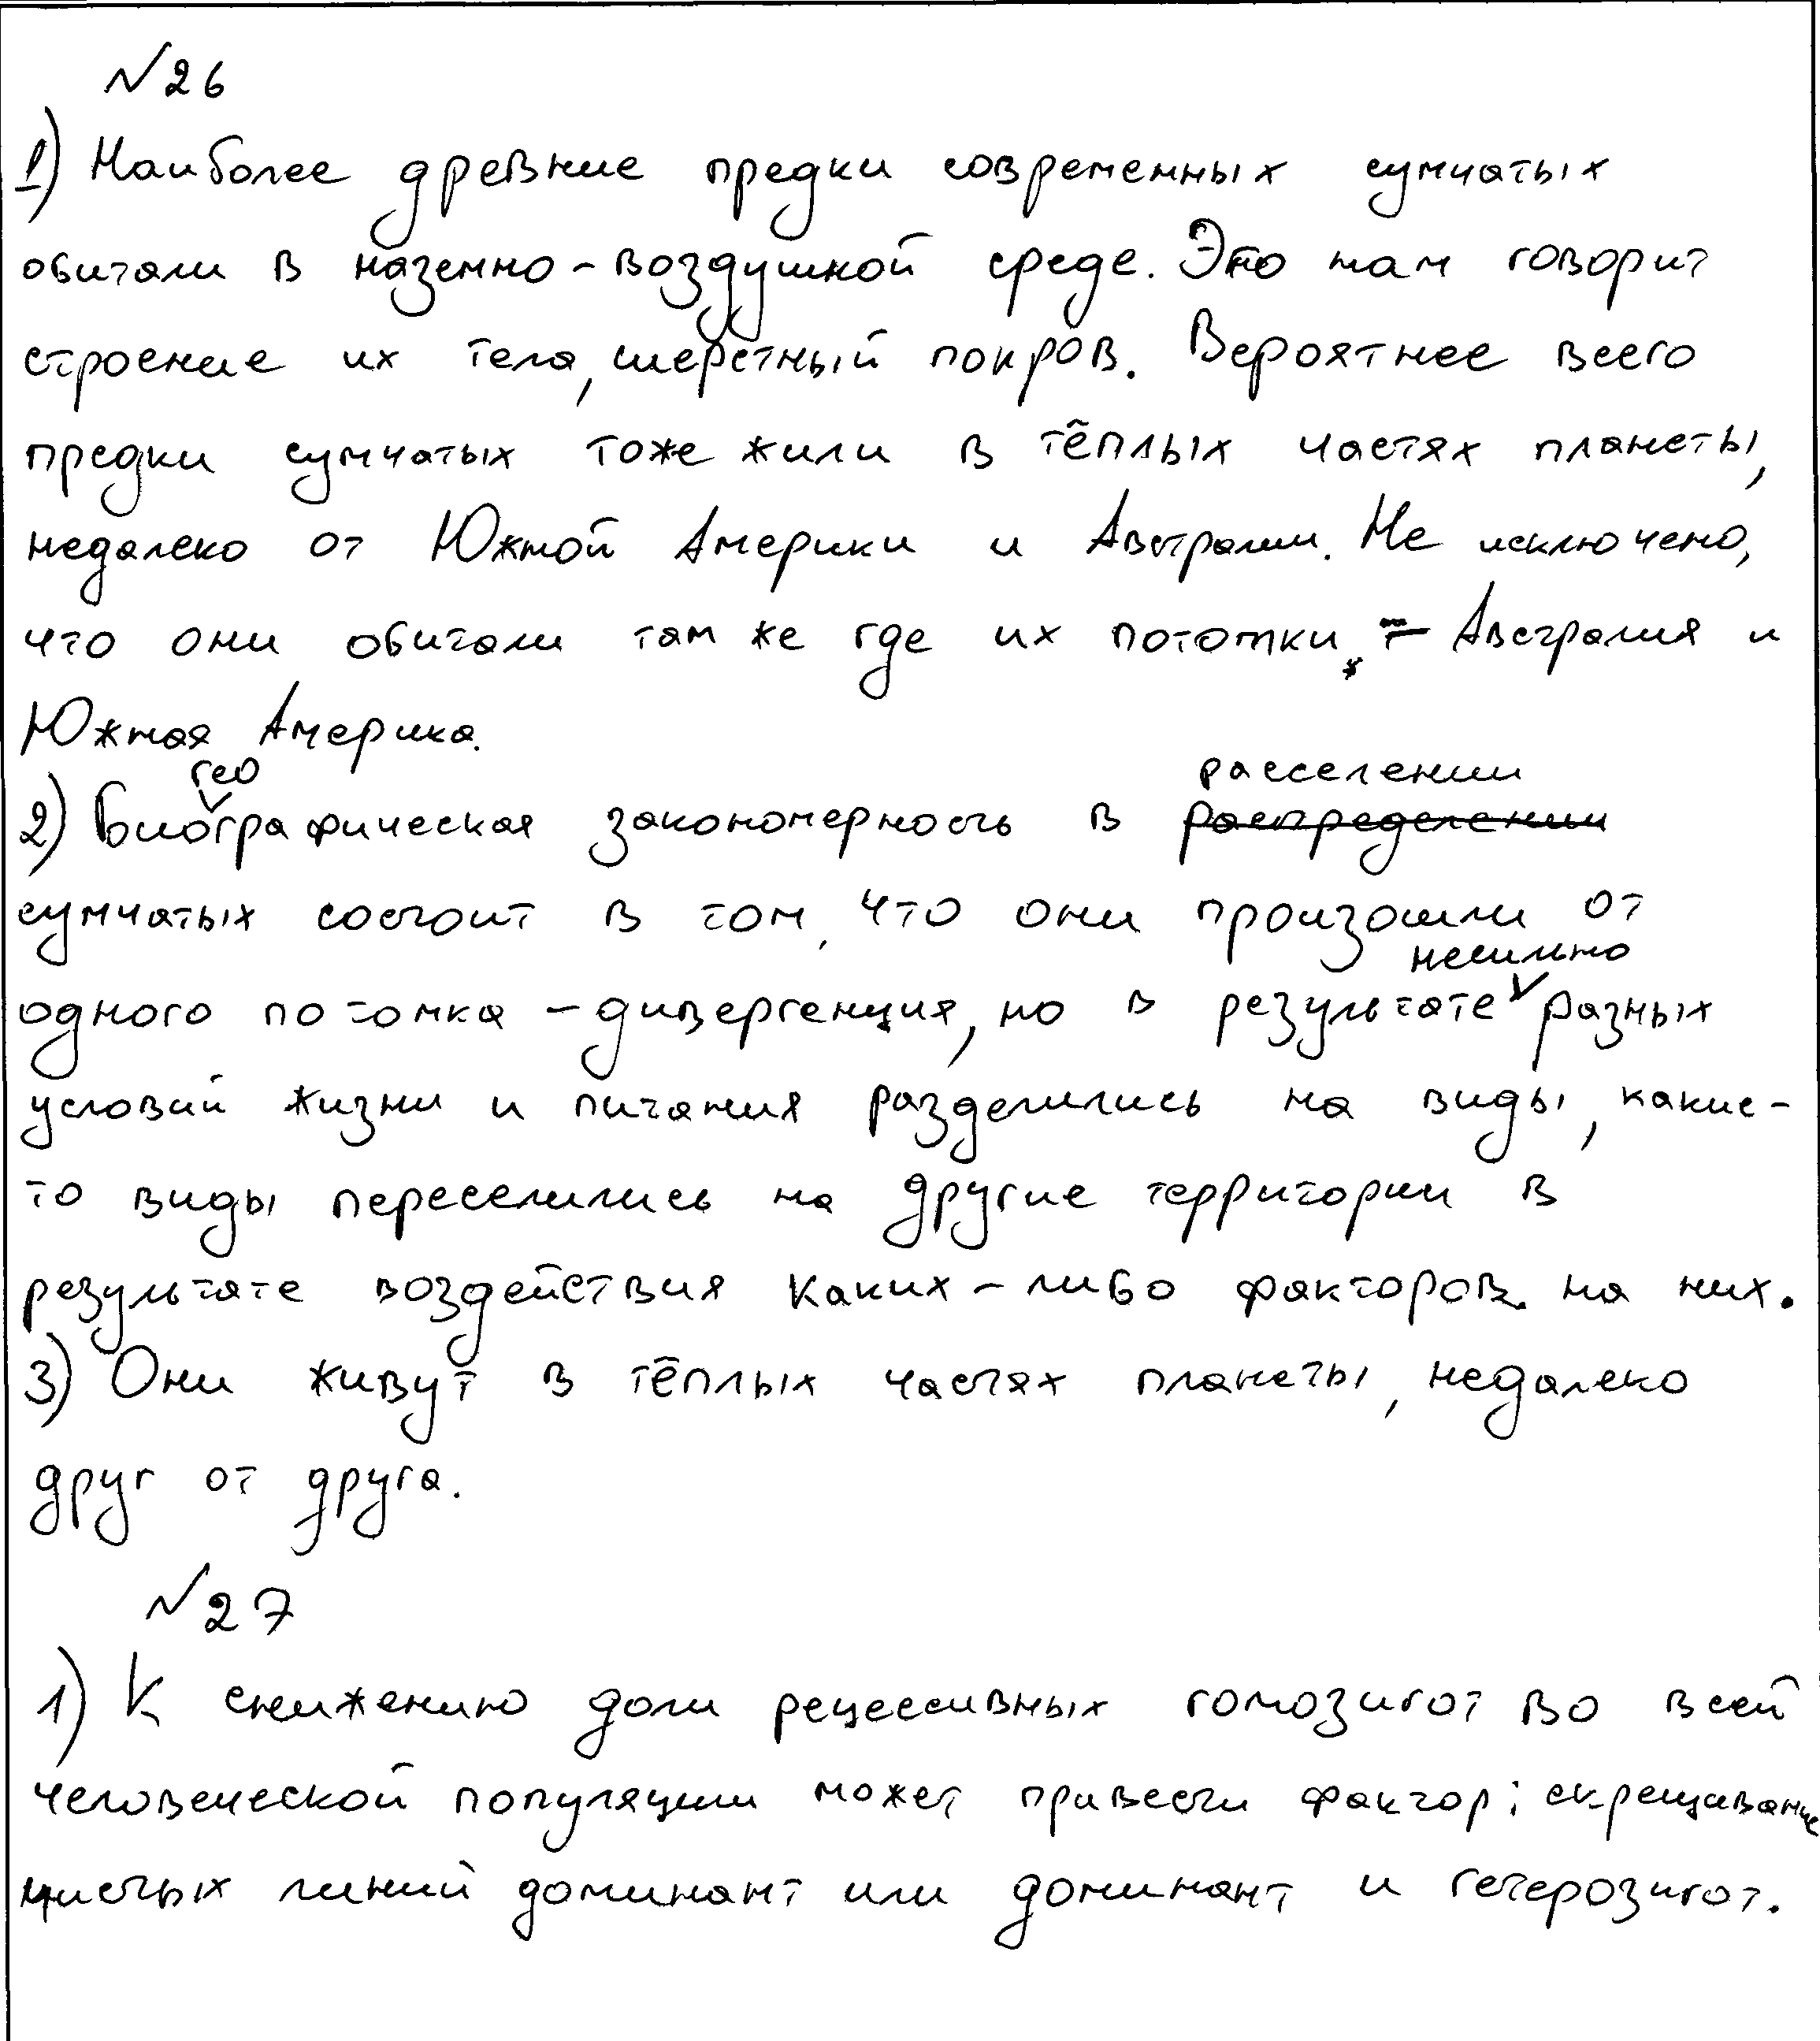 №26
1) Наиболее древние предки современных сумчатых
обитали в наземно-воздушной среде. Это нам говорит
строение их тела, шерстный покров. Вероятнее всего
предки сумчатых тоже жили в тёплых частях планеты,
недалеко от Южной Америки и Австралии. Не исключено,
что они обитали там же где их потомки, – Австралия и
Южная Америка.
2) Биогеографическая закономерность в ~~распределении~~ расселении
сумчатых состоит в том, что они произошли от
одного потомка – дивергенция, но в результате несильно разных
условий жизни и питания разделились на виды, какие-
то виды переселились на другие территории в
результате воздействия каких-либо факторов на них.
3) Они живут в тёплых частях планеты, недалеко
друг от друга.
№27
1) К снижению доли рецессивных гомозигот во всей
человеческой популяции может привести фактор: скрещивание
чистых линий доминант или доминант и гетерозигот.